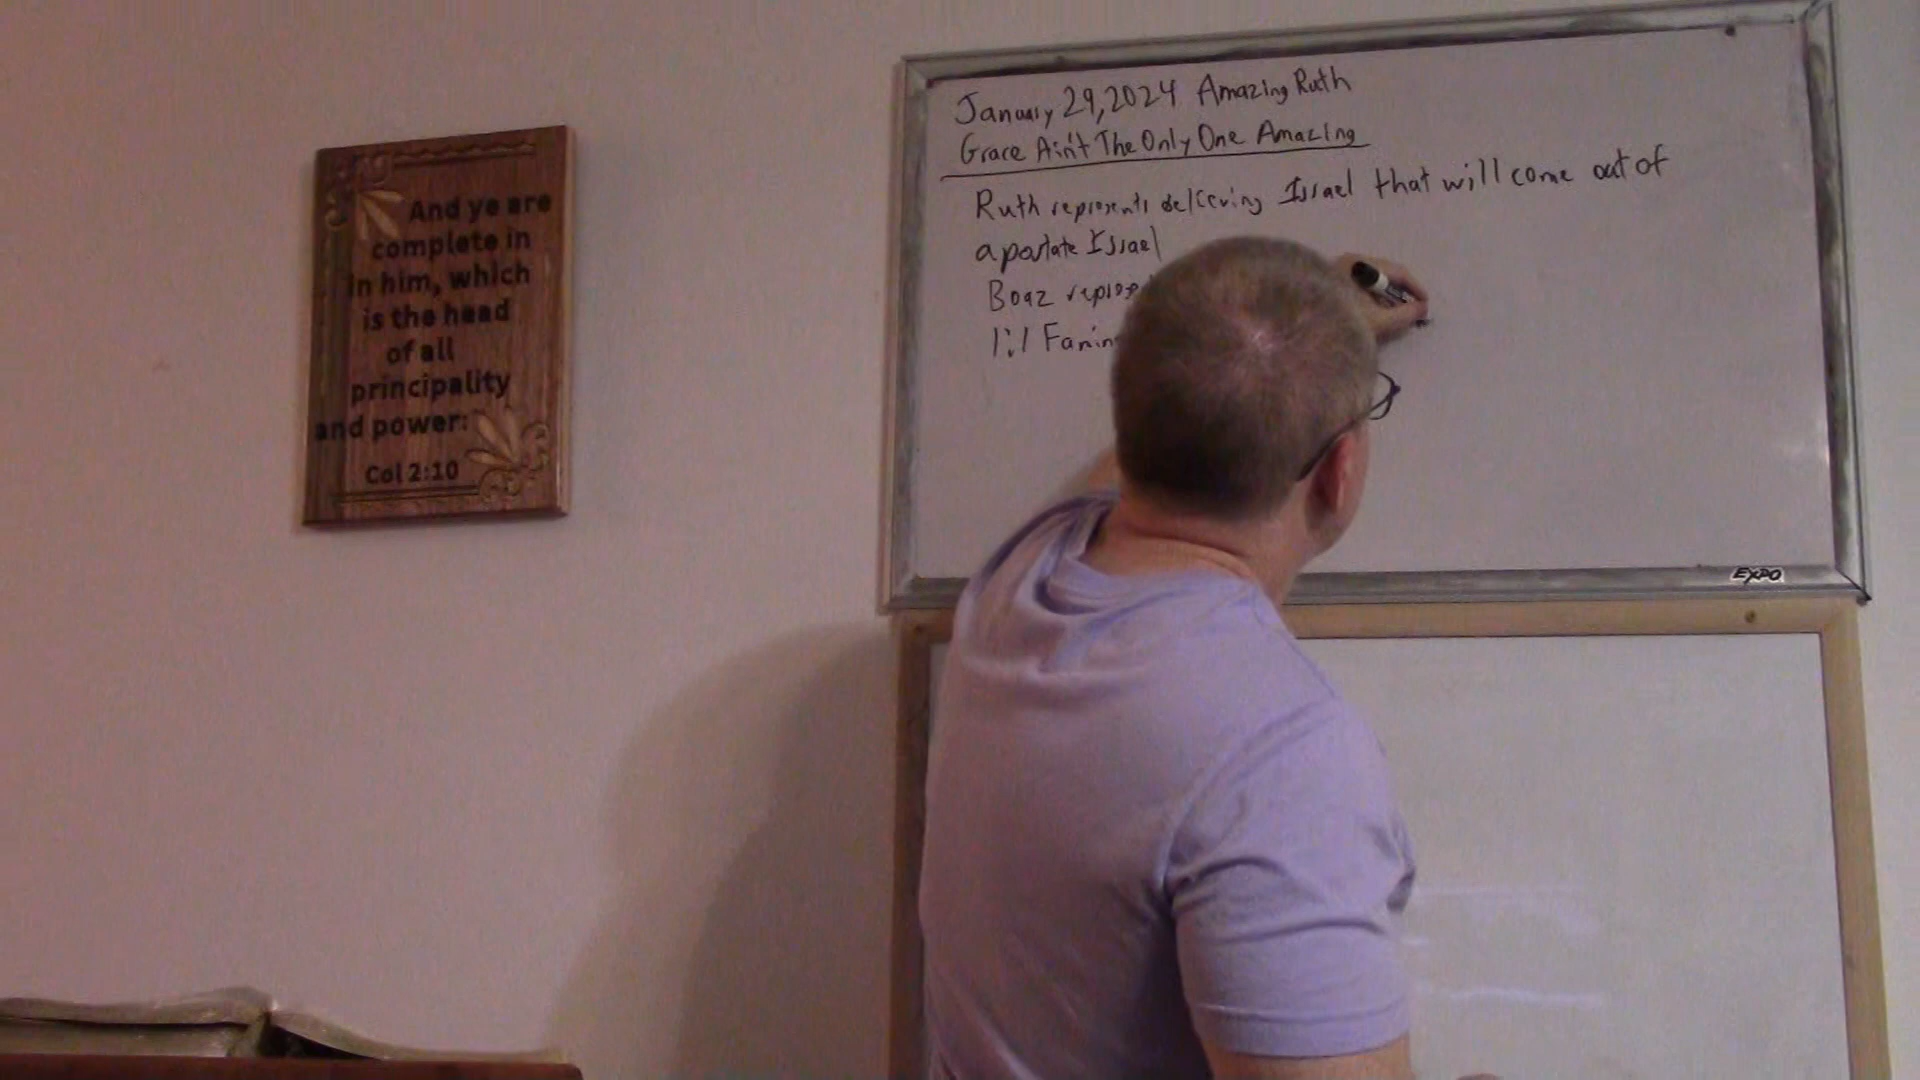 And ye are
complete in
in him, which
is the head
of all
principality
and power:
Col 2:10
January 29, 2024 Amazing Ruth
Grace Ain't The Only One Amazing
Ruth represents believing Israel that will come out of
apostate Israel
Boaz
1:1
EXPO